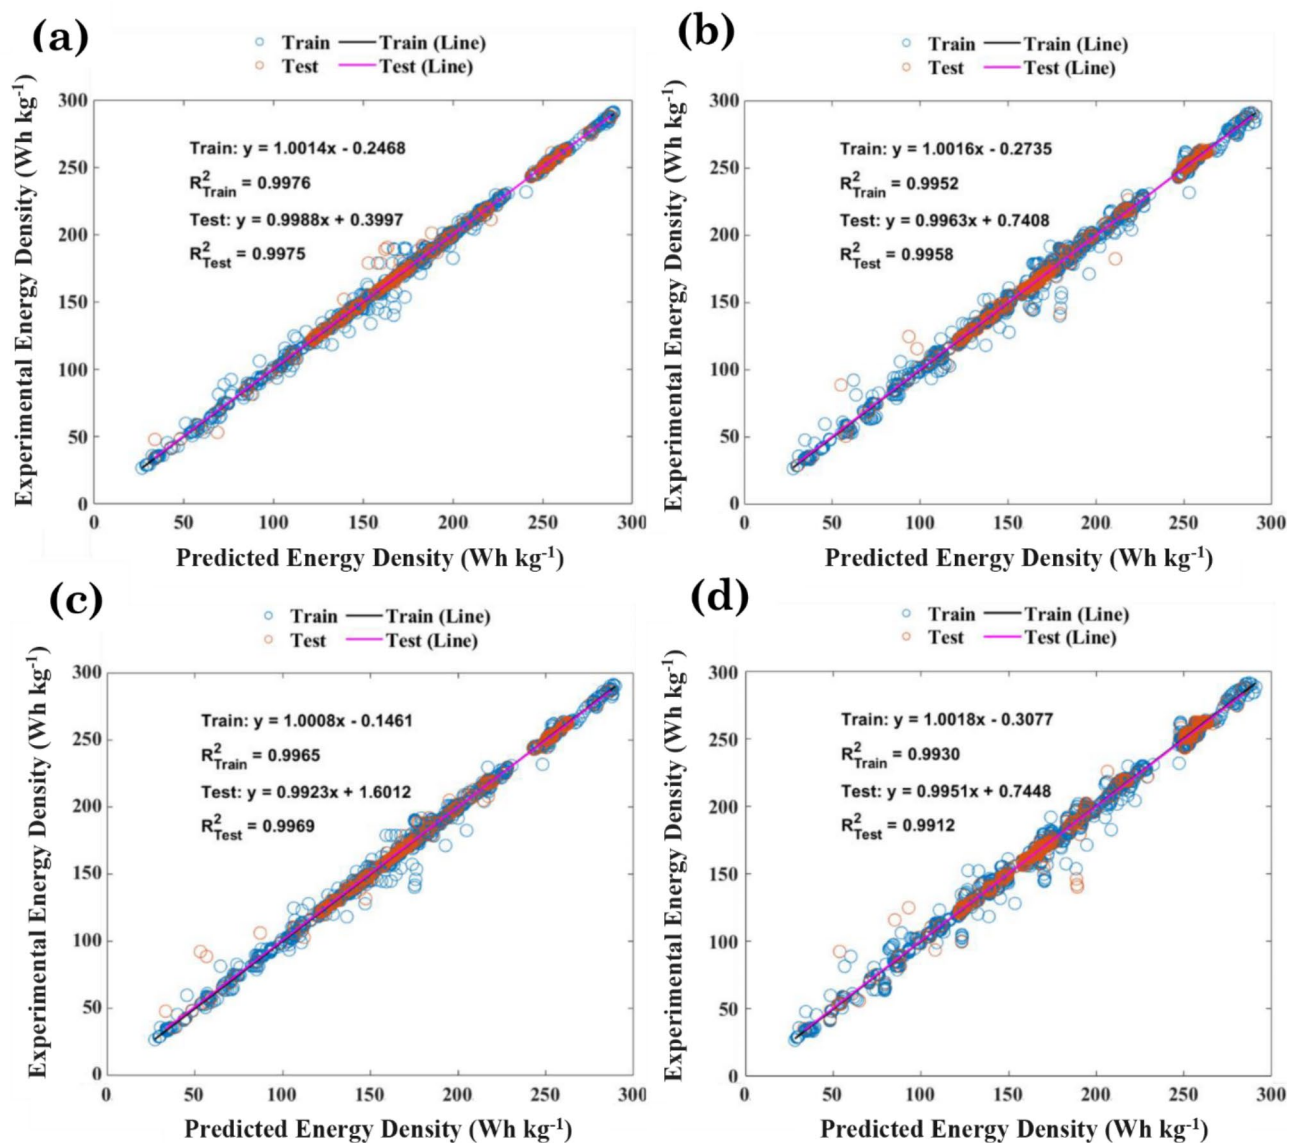 (a)
Train Train (Line)
Test Test (Line)
Experimental Energy Density (Wh kg-1)
300
250
200
150
100
50
0
Train: y = 1.0014x - 0.2468
R2Train = 0.9976
Test: y = 0.9988x + 0.3997
R2Test = 0.9975
0 50 100 150 200 250 300
Predicted Energy Density (Wh kg-1)
(b)
Train Train (Line)
Test Test (Line)
Experimental Energy Density (Wh kg-1)
300
250
200
150
100
50
0
Train: y = 1.0016x - 0.2735
R2Train = 0.9952
Test: y = 0.9963x + 0.7408
R2Test = 0.9958
0 50 100 150 200 250 300
Predicted Energy Density (Wh kg-1)
(c)
Train Train (Line)
Test Test (Line)
Experimental Energy Density (Wh kg-1)
300
250
200
150
100
50
0
Train: y = 1.0008x - 0.1461
R2Train = 0.9965
Test: y = 0.9923x + 1.6012
R2Test = 0.9969
0 50 100 150 200 250 300
Predicted Energy Density (Wh kg-1)
(d)
Train Train (Line)
Test Test (Line)
Experimental Energy Density (Wh kg-1)
300
250
200
150
100
50
0
Train: y = 1.0018x - 0.3077
R2Train = 0.9930
Test: y = 0.9951x + 0.7448
R2Test = 0.9912
0 50 100 150 200 250 300
Predicted Energy Density (Wh kg-1)